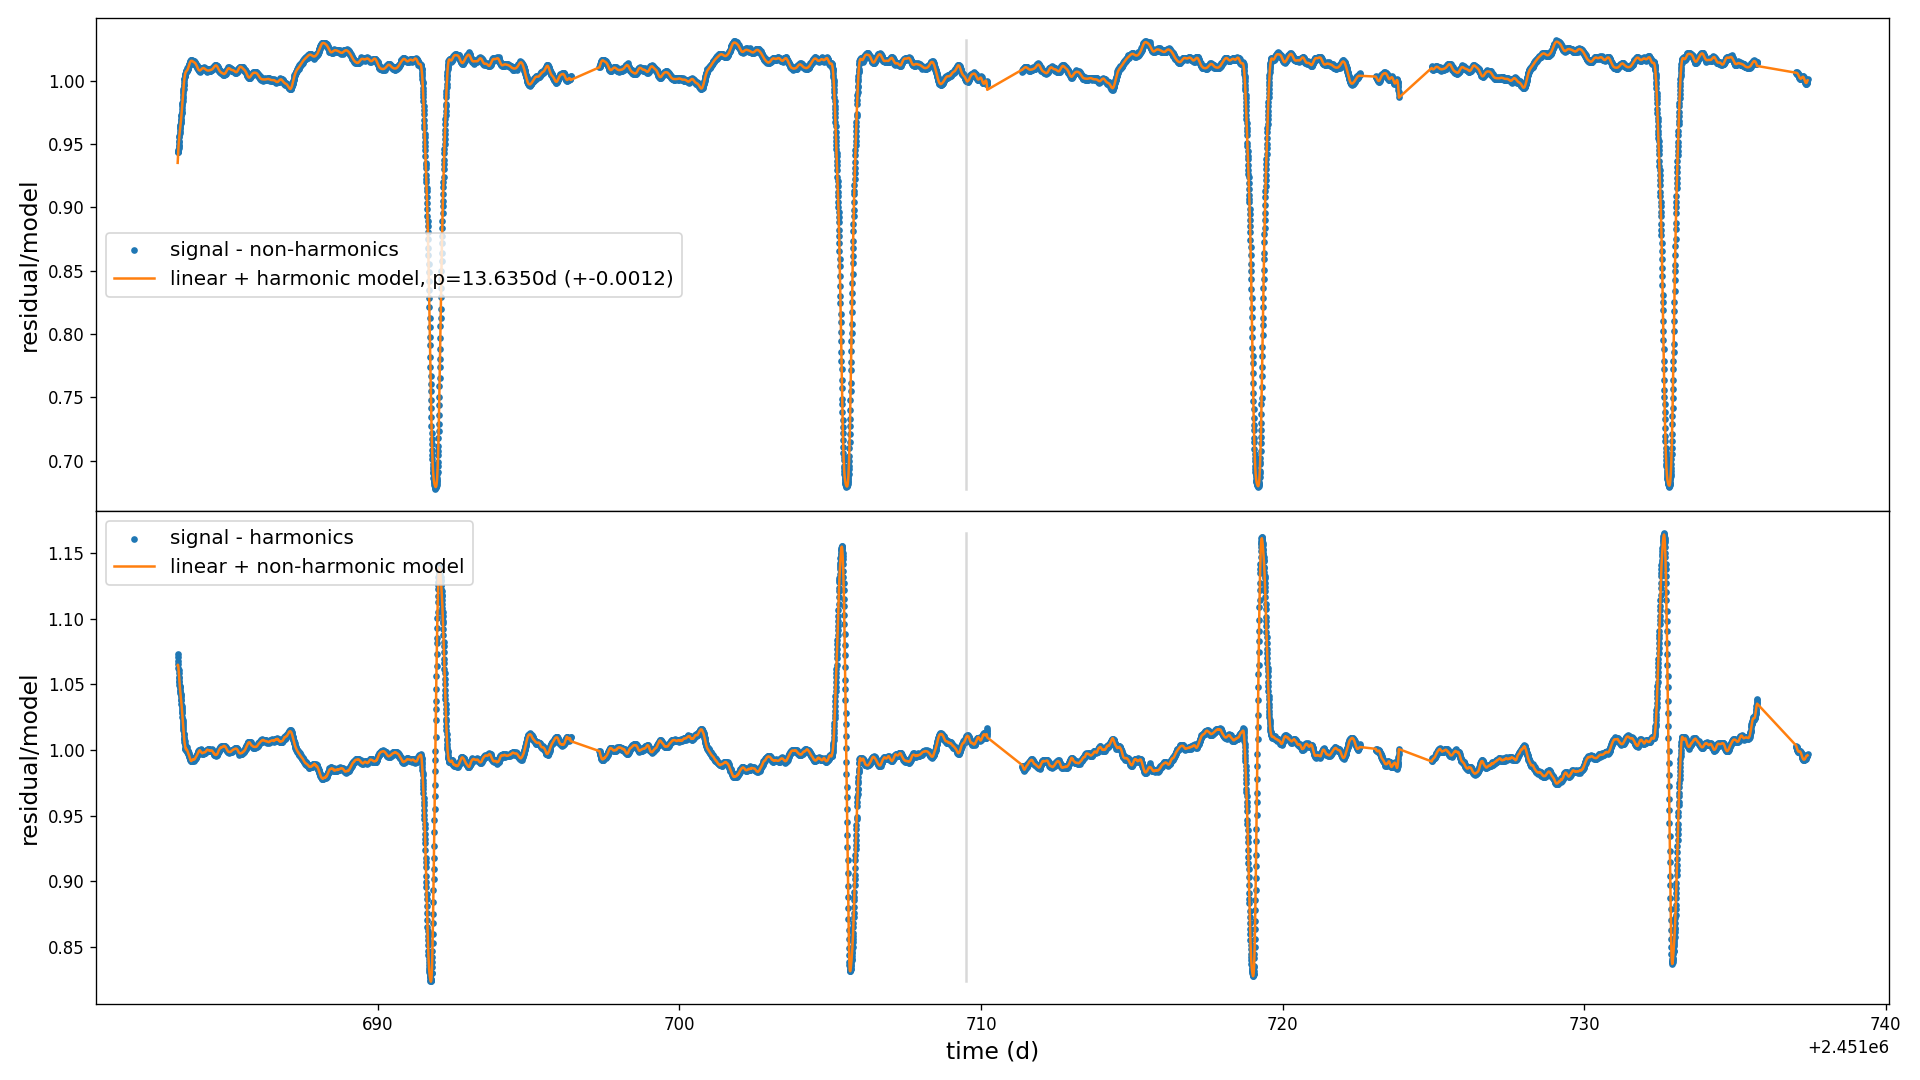 1.00
0.95
0.90
0.85
0.80
0.75
0.70
residual/model
signal - non-harmonics
linear + harmonic model, p=13.6350d (+-0.0012)
signal - harmonics
linear + non-harmonic model
1.15
1.10
1.05
1.00
0.95
0.90
0.85
residual/model
690
700
710
720
730
740
time (d)
+2.451e6